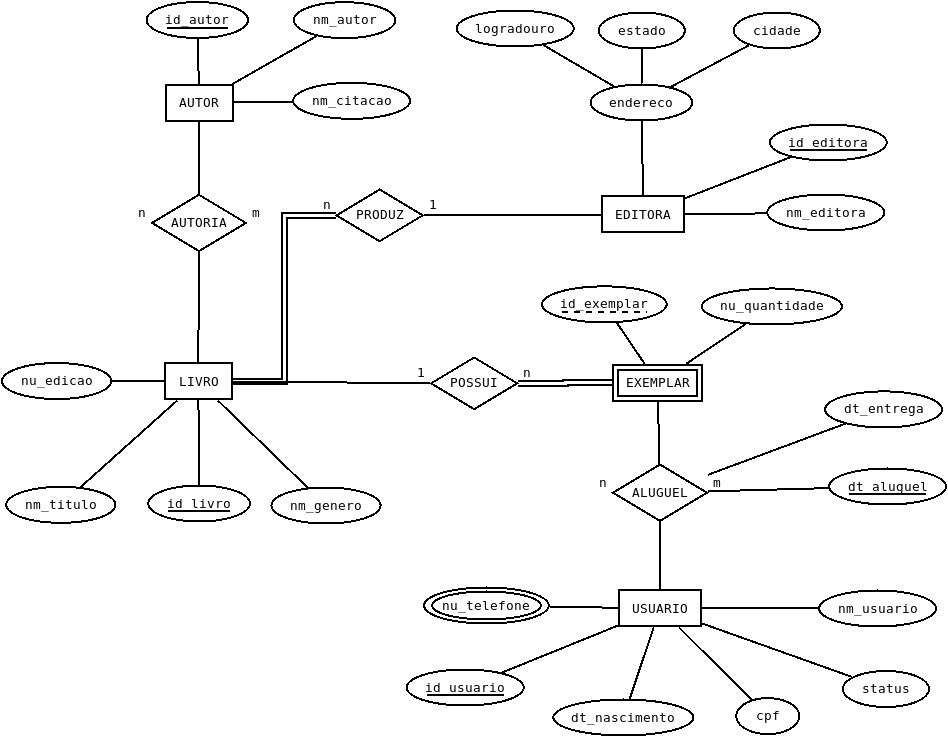 id_autor
nm_autor
logradouro
estado
cidade
AUTOR
nm_citacao
endereco
id_editora
n
AUTORIA
m
n
PRODUZ
1
EDITORA
nm_editora
id_exemplar
nu_quantidade
nu_edicao
LIVRO
1
POSSUI
n
EXEMPLAR
dt_entrega
nm_titulo
id_livro
nm_genero
n
ALUGUEL
m
dt_aluguel
nu_telefone
USUARIO
nm_usuario
id_usuario
dt_nascimento
cpf
status